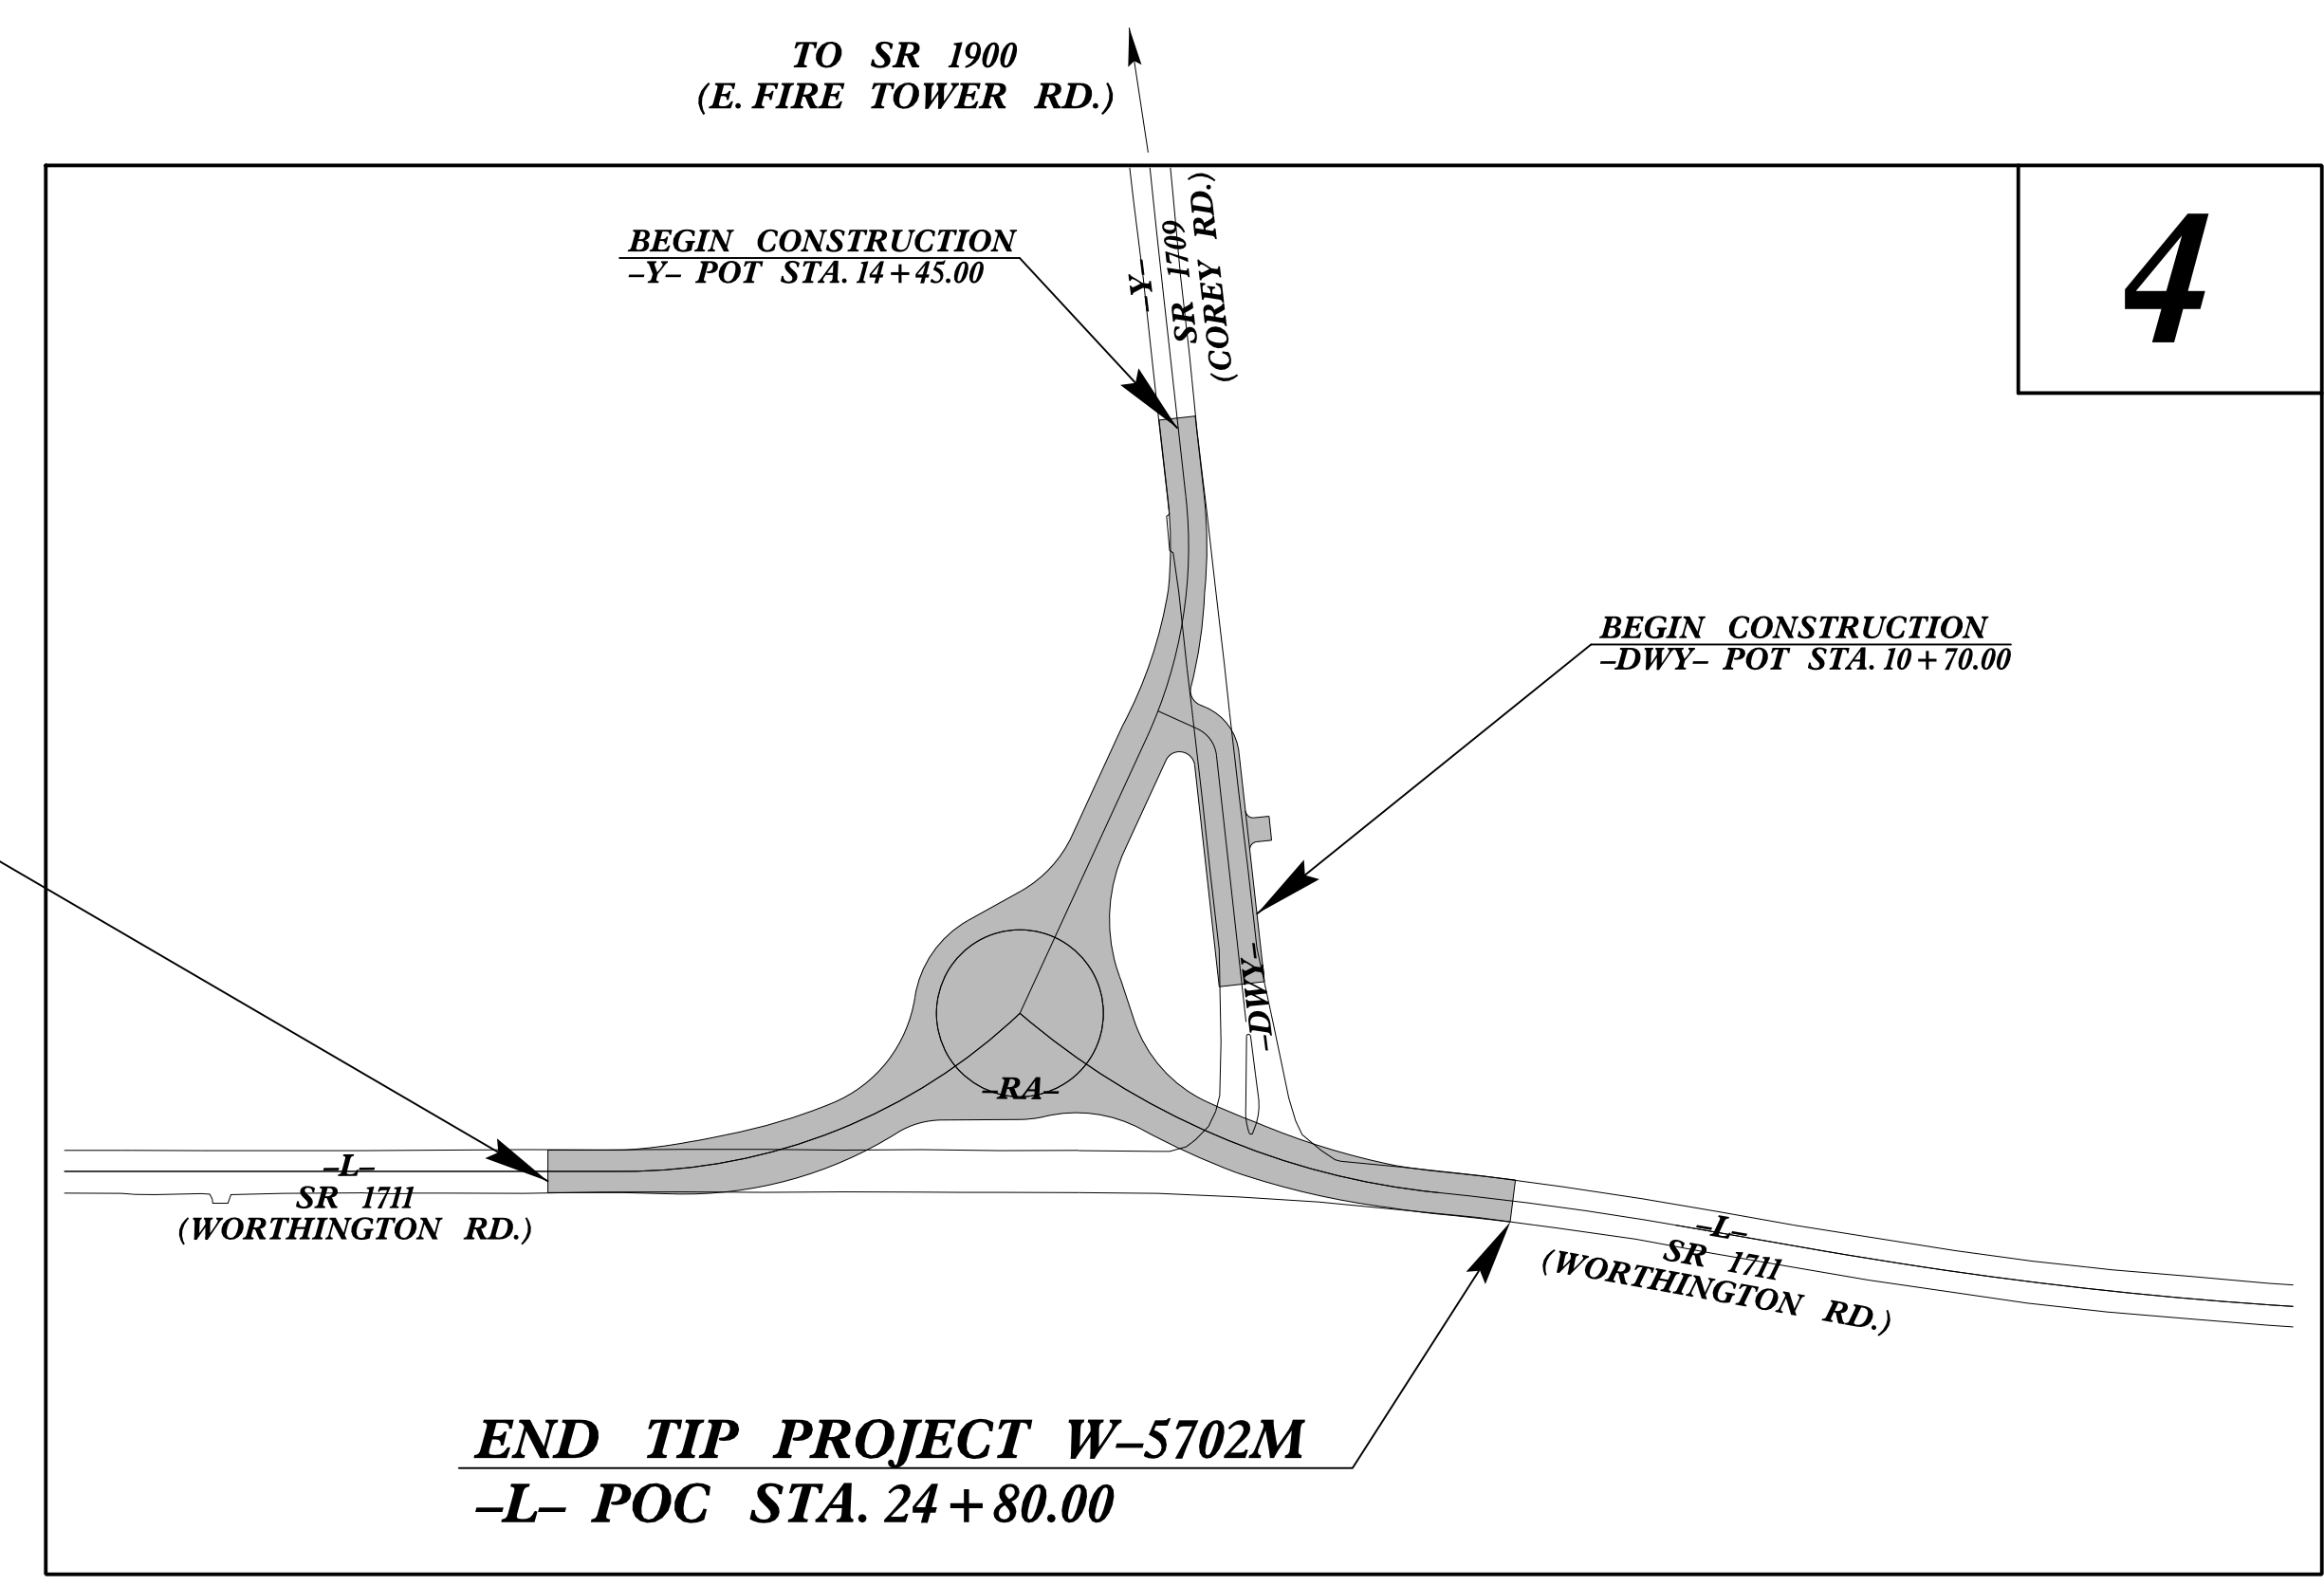 TO SR 1900
(E. FIRE TOWER RD.)
4
BEGIN CONSTRUCTION
–Y– POT STA. 14+45.00
–Y–
SR 1709
(COREY RD.)
BEGIN CONSTRUCTION
–DWY– POT STA. 10+70.00
–DWY–
–RA–
–L–
SR 1711
(WORTHINGTON RD.)
–L–
SR 1711
(WORTHINGTON RD.)
END TIP PROJECT W–5702M
–L– POC STA. 24+80.00